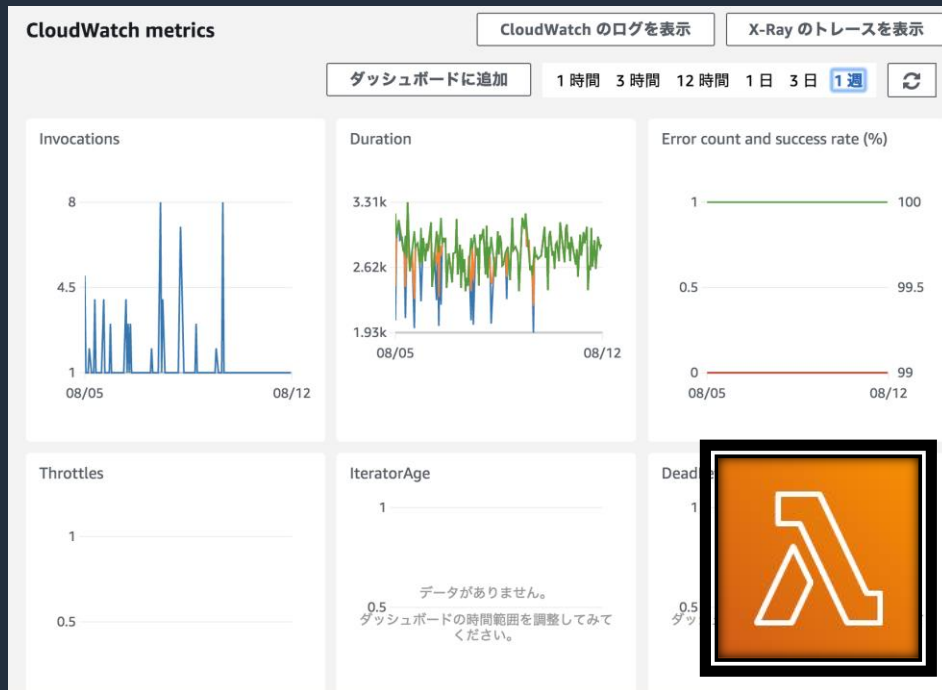 CloudWatch metrics
CloudWatch のログを表示
X-Ray のトレースを表示
ダッシュボードに追加
1 時間 3 時間 12 時間 1 日 3 日 1 週
Invocations
8
4.5
1
08/05 08/12
Duration
3.31k
2.62k
1.93k
08/05 08/12
Error count and success rate (%)
1 100
0.5 99.5
0 99
08/05 08/12
Throttles
1
0.5
IteratorAge
1
データがありません。
0.5
ダッシュボードの時間範囲を調整してみて
ください。
Dead
1
0.5
ダッ